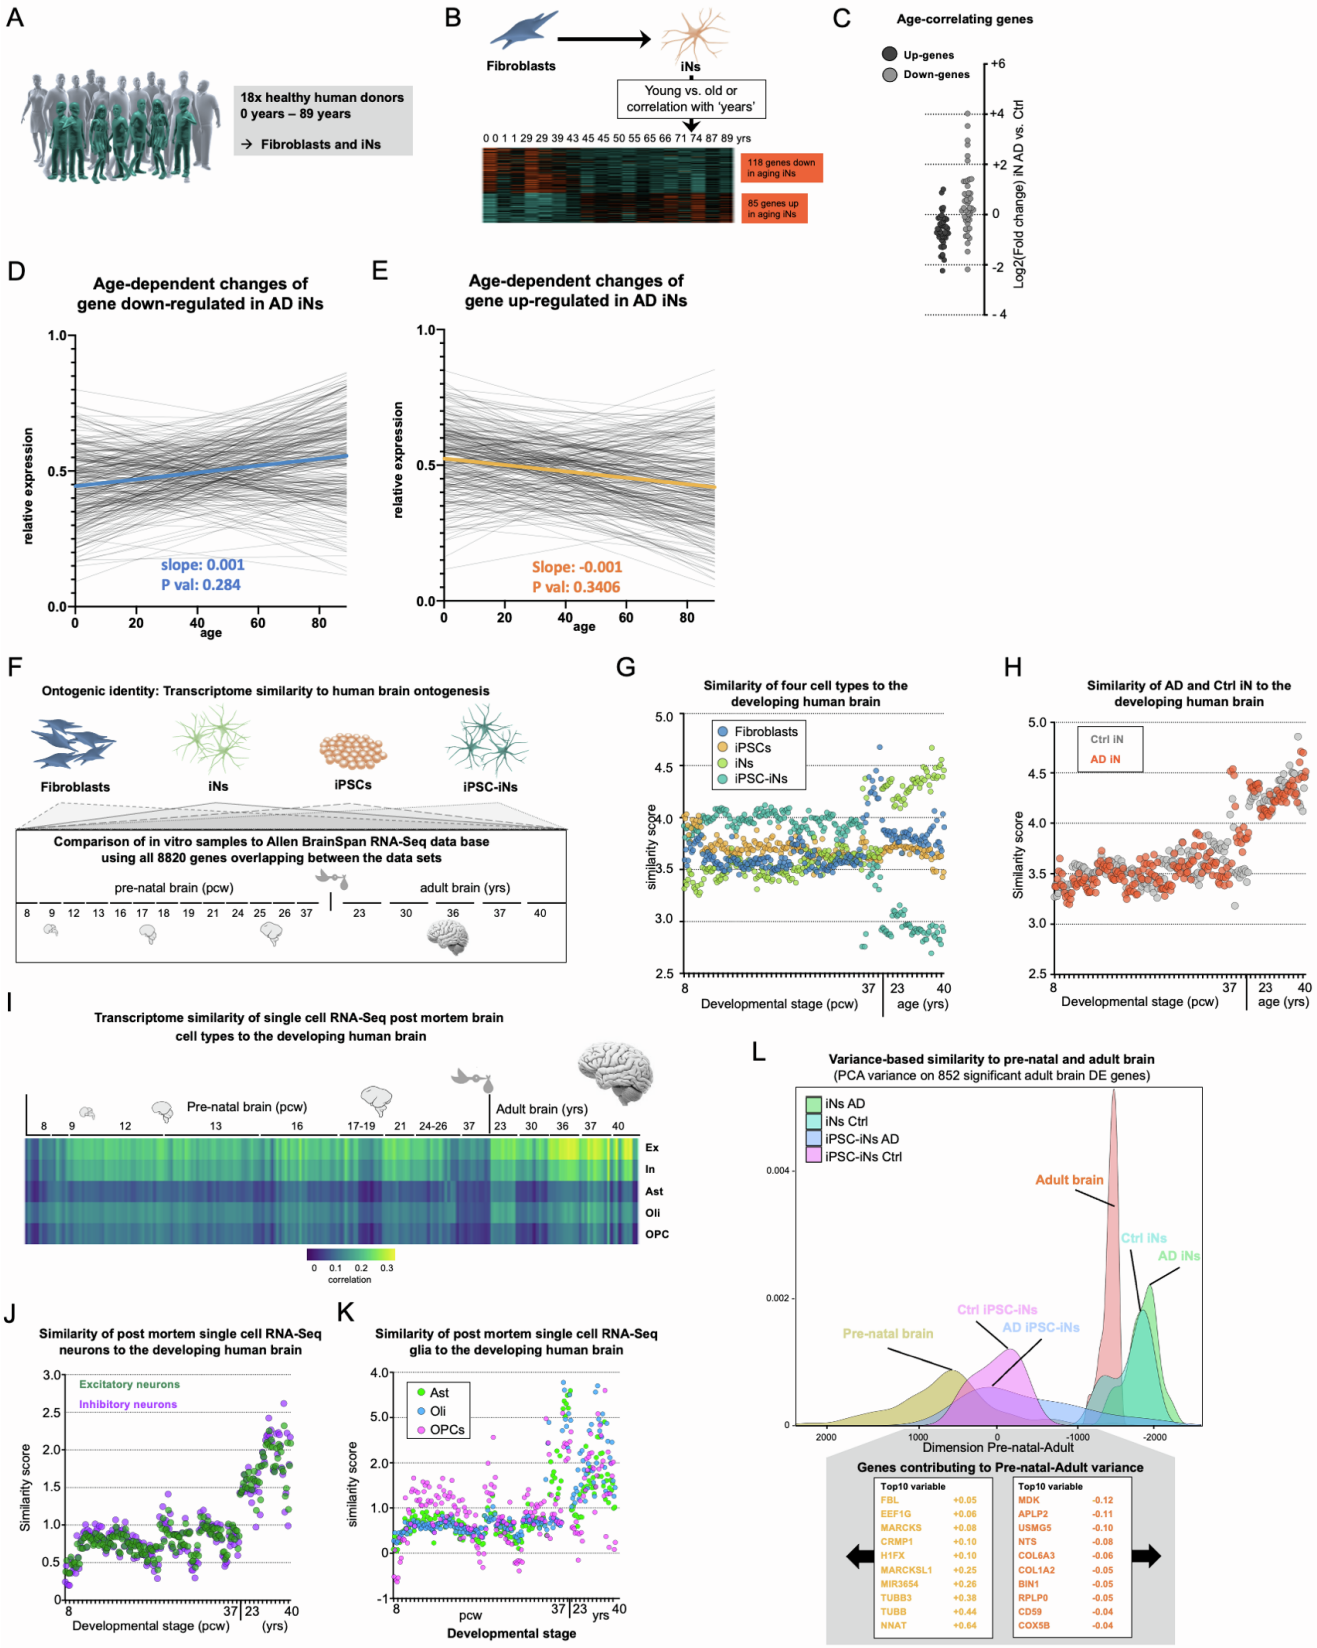 A
18x healthy human donors
0 years – 89 years
→ Fibroblasts and iNs
B
Fibroblasts
iNs
Young vs. old or
correlation with ‘years’
0 0 1 1 29 29 39 43 45 45 50 55 65 66 71 74 87 89 yrs
118 genes down
in aging iNs
85 genes up
in aging iNs
C
Age-correlating genes
Up-genes
Down-genes
+6
+4
+2
0
-2
- 4
Log2(Fold change) iN AD vs. Ctrl
D
Age-dependent changes of
gene down-regulated in AD iNs
1.0
0.5
0.0
relative expression
slope: 0.001
P val: 0.284
0 20 40 60 80
age
E
Age-dependent changes of
gene up-regulated in AD iNs
1.0
0.5
0.0
relative expression
Slope: -0.001
P val: 0.3406
0 20 40 60 80
age
F
Ontogenic identity: Transcriptome similarity to human brain ontogenesis
Fibroblasts
iNs
iPSCs
iPSC-iNs
Comparison of in vitro samples to Allen BrainSpan RNA-Seq data base
using all 8820 genes overlapping between the data sets
pre-natal brain (pcw)
adult brain (yrs)
8 9 12 13 16 17 18 19 21 24 25 26 37 23 30 36 37 40
G
Similarity of four cell types to the
developing human brain
Fibroblasts
iPSCs
iNs
iPSC-iNs
5.0
4.5
4.0
3.5
3.0
2.5
similarity score
8 37 23 40
Developmental stage (pcw) age (yrs)
H
Similarity of AD and Ctrl iN to the
developing human brain
Ctrl iN
AD iN
5.0
4.5
4.0
3.5
3.0
2.5
Similarity score
8 37 23 40
Developmental stage (pcw) age (yrs)
I
Transcriptome similarity of single cell RNA-Seq post mortem brain
cell types to the developing human brain
Pre-natal brain (pcw)
Adult brain (yrs)
8 9 12 13 16 17-19 21 24-26 37 23 30 36 37 40
Ex
In
Ast
Oli
OPC
0 0.1 0.2 0.3
correlation
J
Similarity of post mortem single cell RNA-Seq
neurons to the developing human brain
Excitatory neurons
Inhibitory neurons
3.0
2.5
2.0
1.5
1.0
0.5
0
Similarity score
8 37 23 40
Developmental stage (pcw) (yrs)
K
Similarity of post mortem single cell RNA-Seq
glia to the developing human brain
Ast
Oli
OPCs
4.0
5.0
2.0
1.0
0
-1
similarity score
8 37 23 40
pcw yrs
Developmental stage
L
Variance-based similarity to pre-natal and adult brain
(PCA variance on 852 significant adult brain DE genes)
iNs AD
iNs Ctrl
iPSC-iNs AD
iPSC-iNs Ctrl
0.004
0.002
0
Adult brain
Ctrl iNs
AD iNs
Ctrl iPSC-iNs
AD iPSC-iNs
Pre-natal brain
2000 1000 0 -1000 -2000
Dimension Pre-natal-Adult
Genes contributing to Pre-natal-Adult variance
Top10 variable
FBL +0.05
EEF1G +0.06
MARCKS +0.08
CRMP1 +0.10
H1FX +0.10
MARCKSL1 +0.25
MIR3654 +0.26
TUBB3 +0.38
TUBB +0.44
NNAT +0.64
Top10 variable
MDK -0.12
APLP2 -0.11
USMG5 -0.10
NTS -0.08
COL6A3 -0.06
COL1A2 -0.05
BIN1 -0.05
RPLP0 -0.05
CD59 -0.04
COX5B -0.04